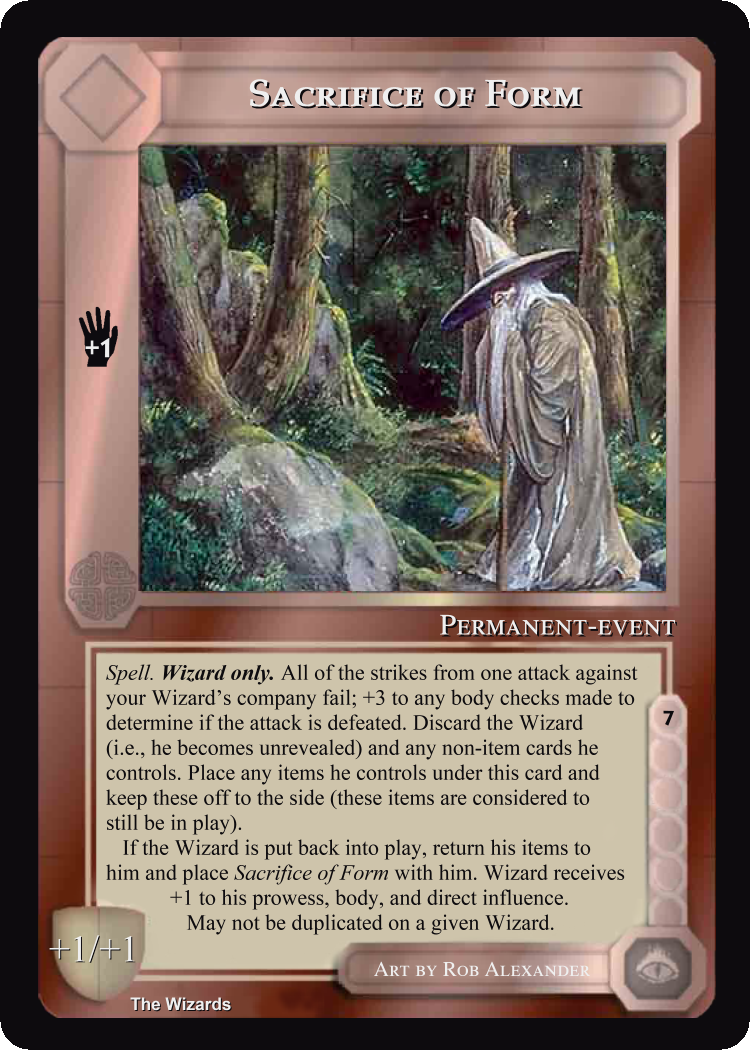 Sacrifice of Form
+1
Permanent-event
Spell. Wizard only. All of the strikes from one attack against
your Wizard's company fail; +3 to any body checks made to
determine if the attack is defeated. Discard the Wizard
(i.e., he becomes unrevealed) and any non-item cards he
controls. Place any items he controls under this card and
keep these off to the side (these items are considered to
still be in play).
If the Wizard is put back into play, return his items to
him and place Sacrifice of Form with him. Wizard receives
+1 to his prowess, body, and direct influence.
May not be duplicated on a given Wizard.
7
+1/+1
Art by Rob Alexander
The Wizards